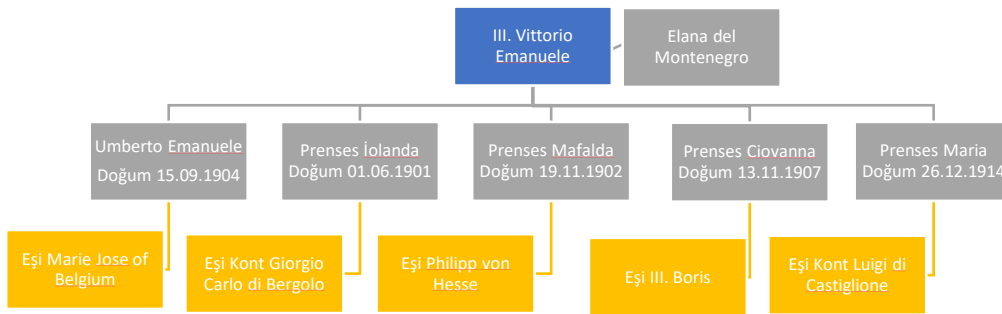 III. Vittorio
Emanuele
Elana del
Montenegro
Umberto Emanuele
Doğum 15.09.1904
Prenses İolanda
Doğum 01.06.1901
Prenses Mafalda
Doğum 19.11.1902
Prenses Ciovanna
Doğum 13.11.1907
Prenses Maria
Doğum 26.12.1914
Eşi Marie Jose of
Belgium
Eşi Kont Giorgio
Carlo di Bergolo
Eşi Philipp von
Hesse
Eşi III. Boris
Eşi Kont Luigi di
Castiglione